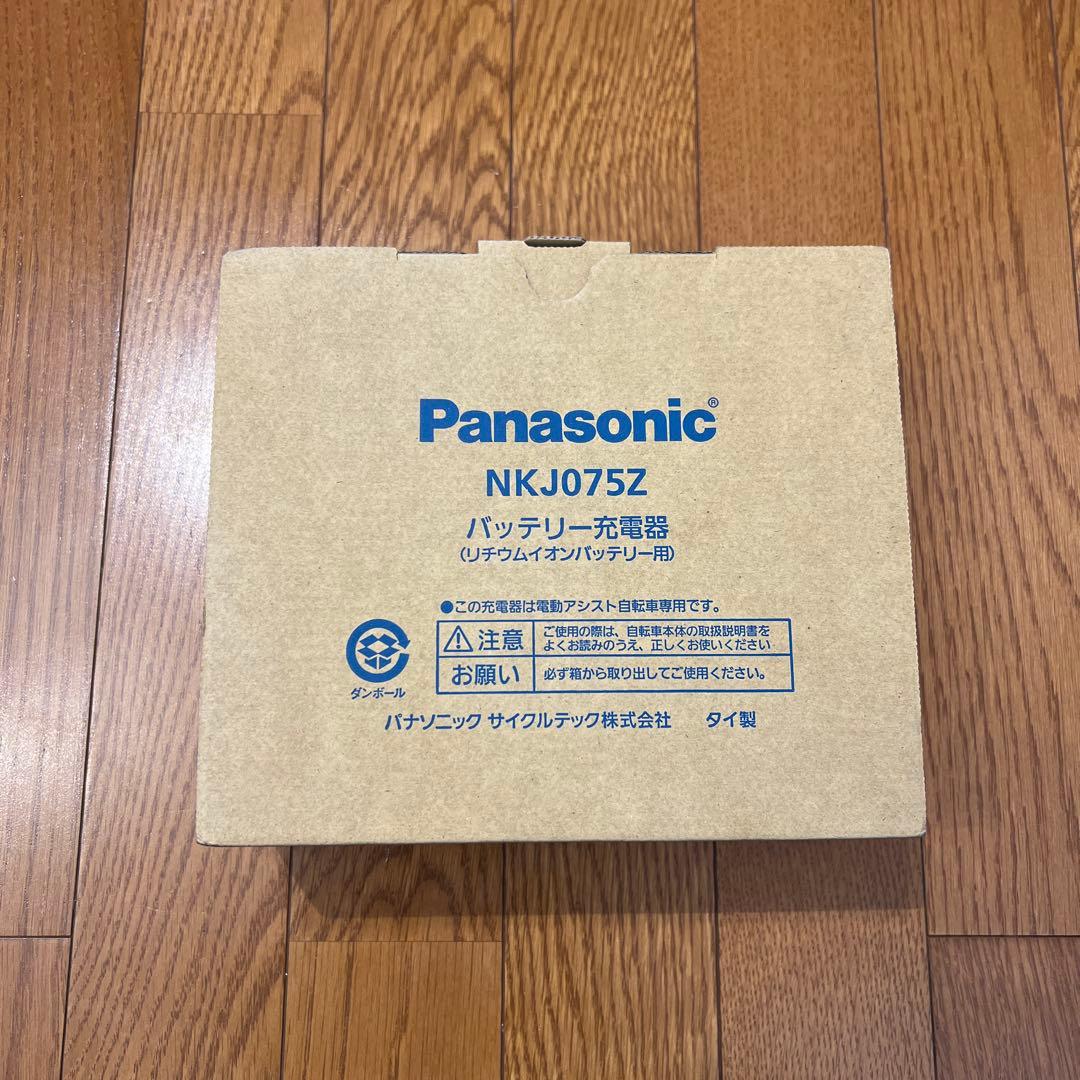 Panasonic®
NKJ075Z
バッテリー充電器
(リチウムイオンバッテリー用)
●この充電器は電動アシスト自転車専用です。
注意
ご使用の際は、自転車本体の取扱説明書を
よくお読みのうえ、正しくお使いください
お願い
必ず箱から取り出してご使用ください。
ダンボール
パナソニック サイクルテック株式会社 タイ製